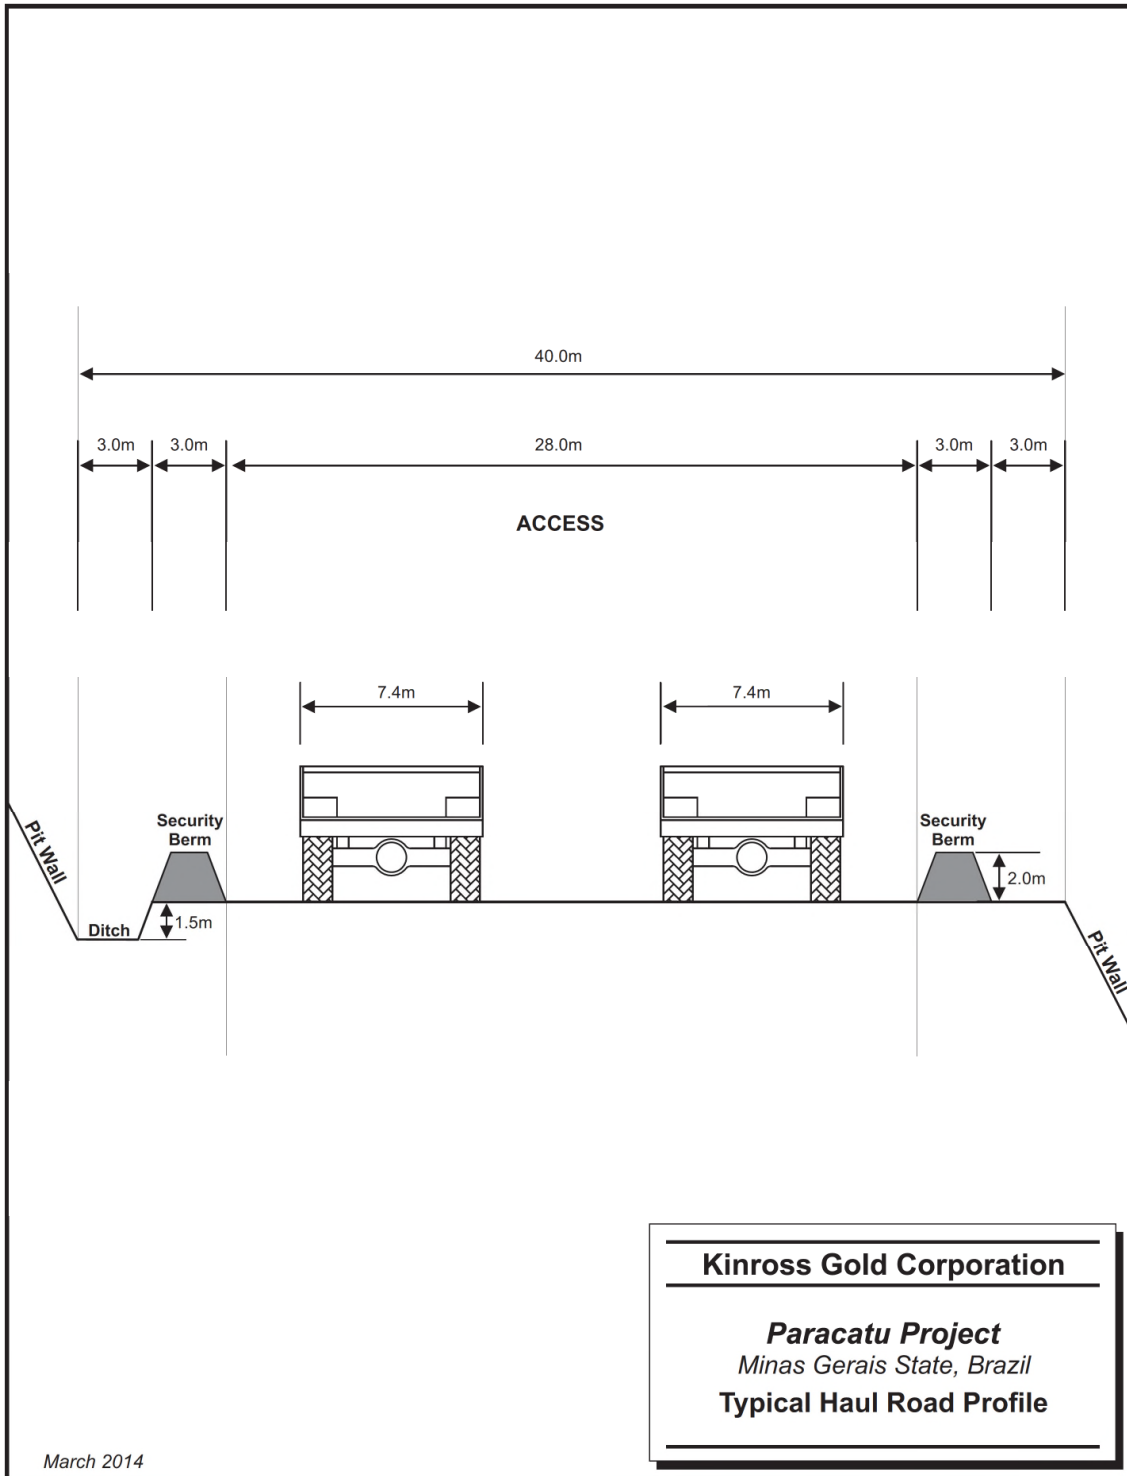 40.0m
3.0m
3.0m
28.0m
3.0m
3.0m
ACCESS
7.4m
7.4m
Pit Wall
Security
Berm
Security
Berm
2.0m
Ditch
1.5m
Pit Wall
Kinross Gold Corporation
Paracatu Project
Minas Gerais State, Brazil
Typical Haul Road Profile
March 2014